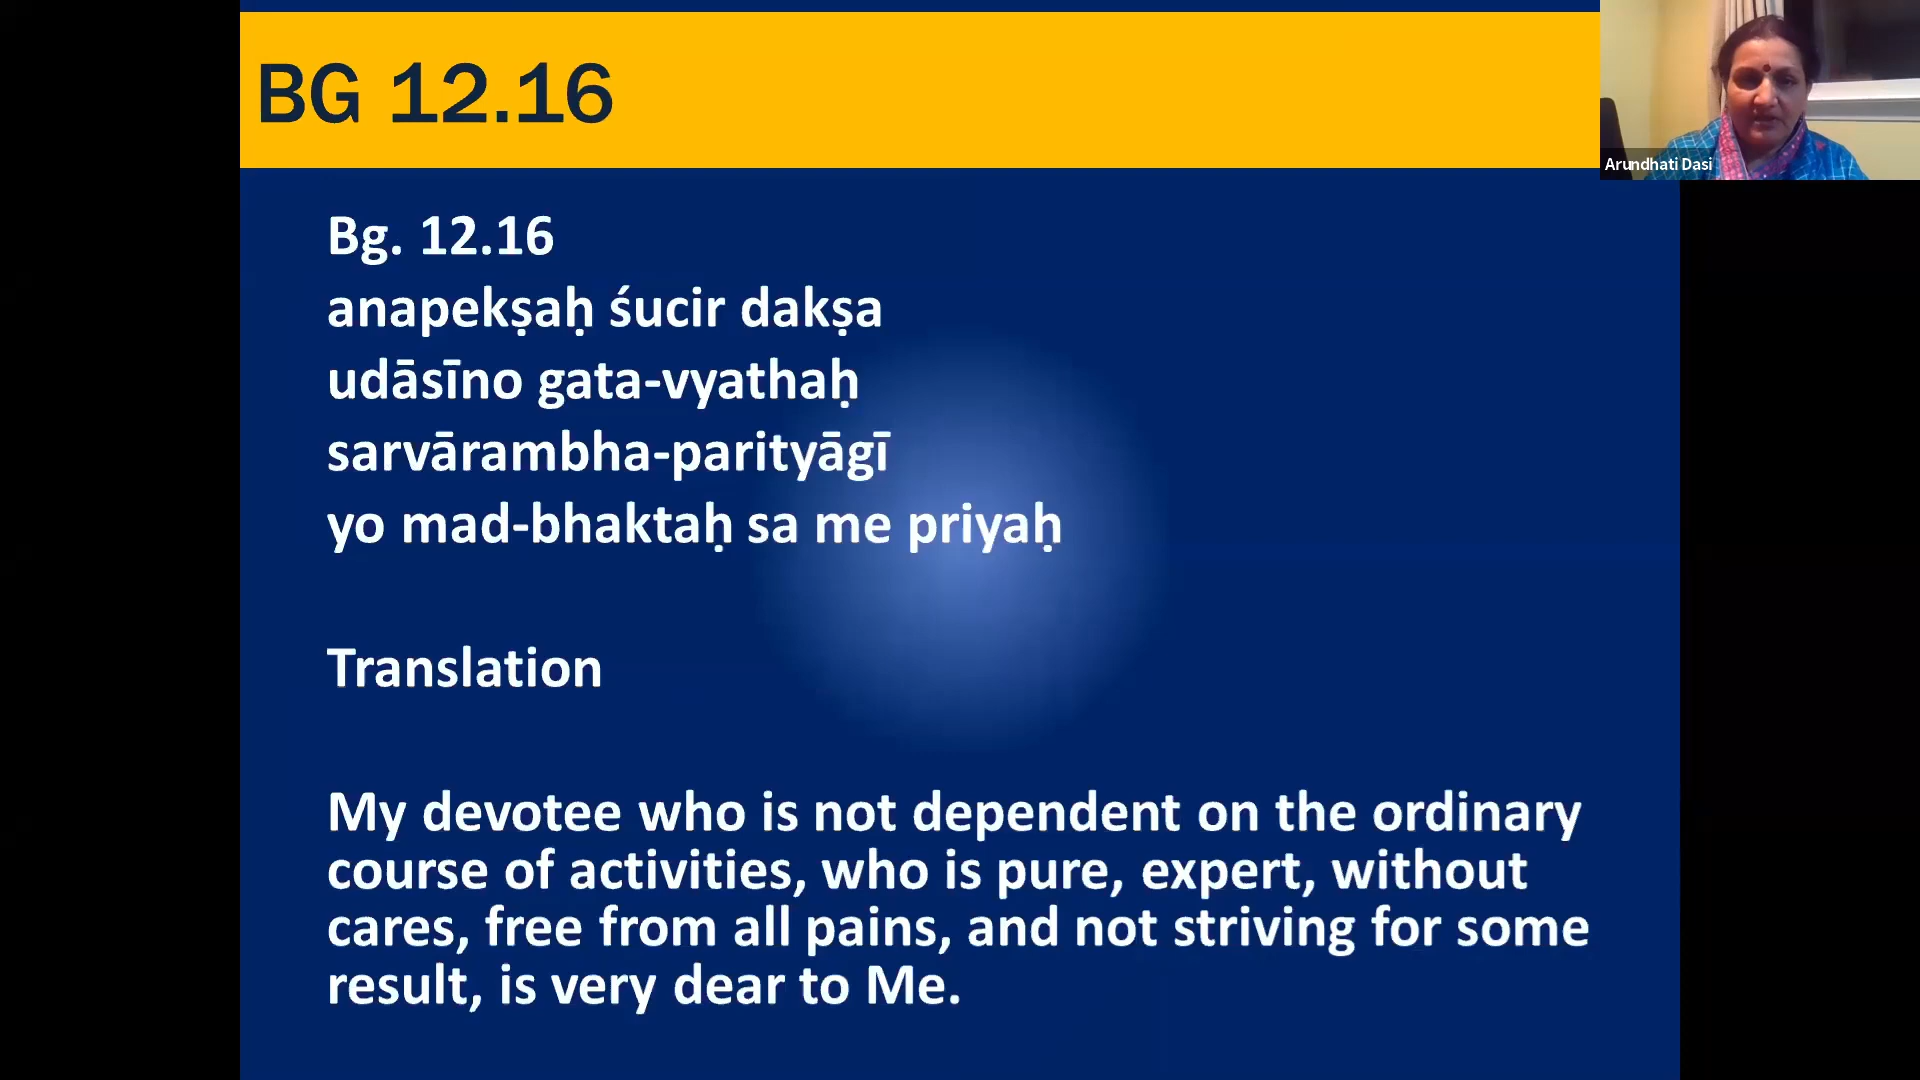 BG 12.16
Arundhati Dasi
Bg. 12.16
anapekṣaḥ śucir dakṣa
udāsīno gata-vyathaḥ
sarvārambha-parityāgī
yo mad-bhaktaḥ sa me priyaḥ
Translation
My devotee who is not dependent on the ordinary
course of activities, who is pure, expert, without
cares, free from all pains, and not striving for some
result, is very dear to Me.